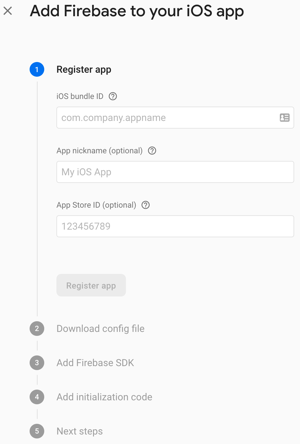 Add Firebase to your iOS app
1 Register app
iOS bundle ID
com.company.appname
App nickname (optional)
My iOS App
App Store ID (optional)
123456789
Register app
2 Download config file
3 Add Firebase SDK
4 Add initialization code
5 Next steps